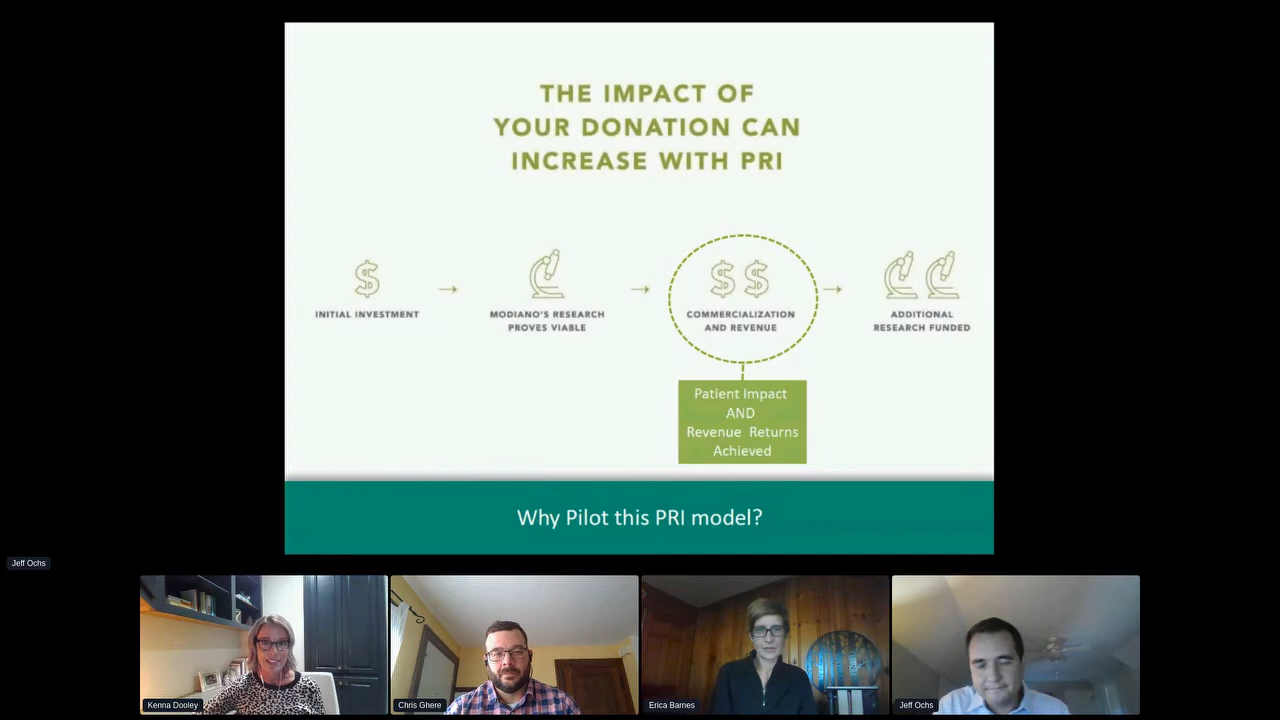 THE IMPACT OF
YOUR DONATION CAN
INCREASE WITH PRI
INITIAL INVESTMENT
MODIANO'S RESEARCH
PROVES VIABLE
COMMERCIALIZATION
AND REVENUE
ADDITIONAL
RESEARCH FUNDED
Patient Impact
AND
Revenue Returns
Achieved
Why Pilot this PRI model?
Jeff Ochs
Kenna Dooley
Chris Ghere
Erica Barnes
Jeff Ochs